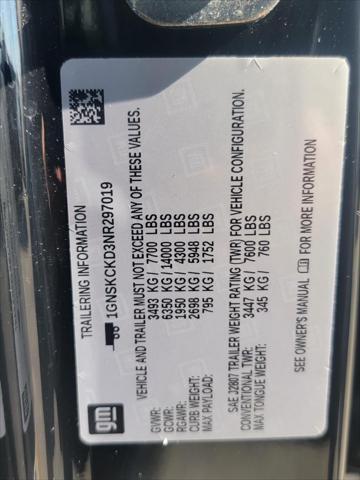 gm
TRAILERING INFORMATION
1GNSKCKD3NR297019
VEHICLE AND TRAILER MUST NOT EXCEED ANY OF THESE VALUES.
GVWR: 3493 KG/ 7700 LBS
GCWR: 6350 KG/ 14000 LBS
RGAWR: 1950 KG/ 4300 LBS
CURB WEIGHT: 2698 KG/ 5948 LBS
MAX PAYLOAD: 795 KG/ 1752 LBS
SAE J2807 TRAILER WEIGHT RATING (TWR) FOR VEHICLE CONFIGURATION.
CONVENTIONAL TWR: 3447 KG/ 7600 LBS
MAX TONGUE WEIGHT: 345 KG/ 760 LBS
SEE OWNER'S MANUAL FOR MORE INFORMATION